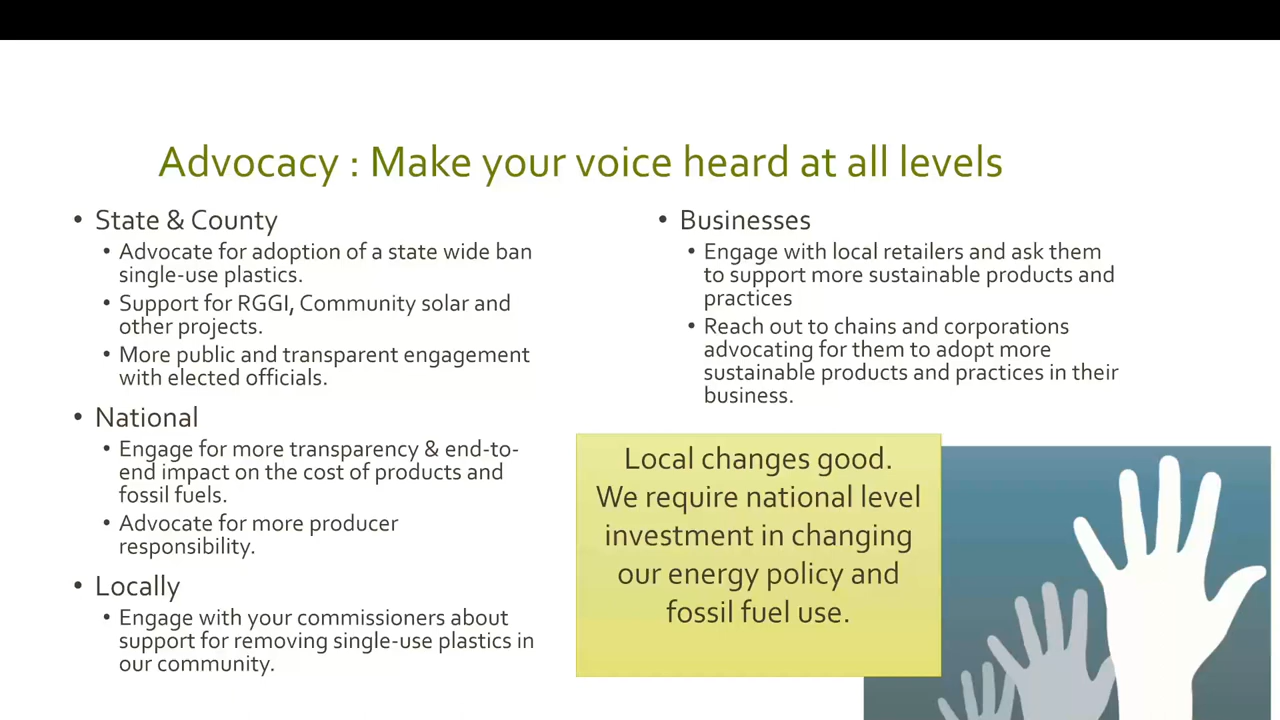 Advocacy : Make your voice heard at all levels
• State & County
• Advocate for adoption of a state wide ban
single-use plastics.
• Support for RGGI, Community solar and
other projects.
• More public and transparent engagement
with elected officials.
• National
• Engage for more transparency & end-to-
end impact on the cost of products and
fossil fuels.
• Advocate for more producer
responsibility.
• Locally
• Engage with your commissioners about
support for removing single-use plastics in
our community.
• Businesses
• Engage with local retailers and ask them
to support more sustainable products and
practices
• Reach out to chains and corporations
advocating for them to adopt more
sustainable products and practices in their
business.
Local changes good.
We require national level
investment in changing
our energy policy and
fossil fuel use.